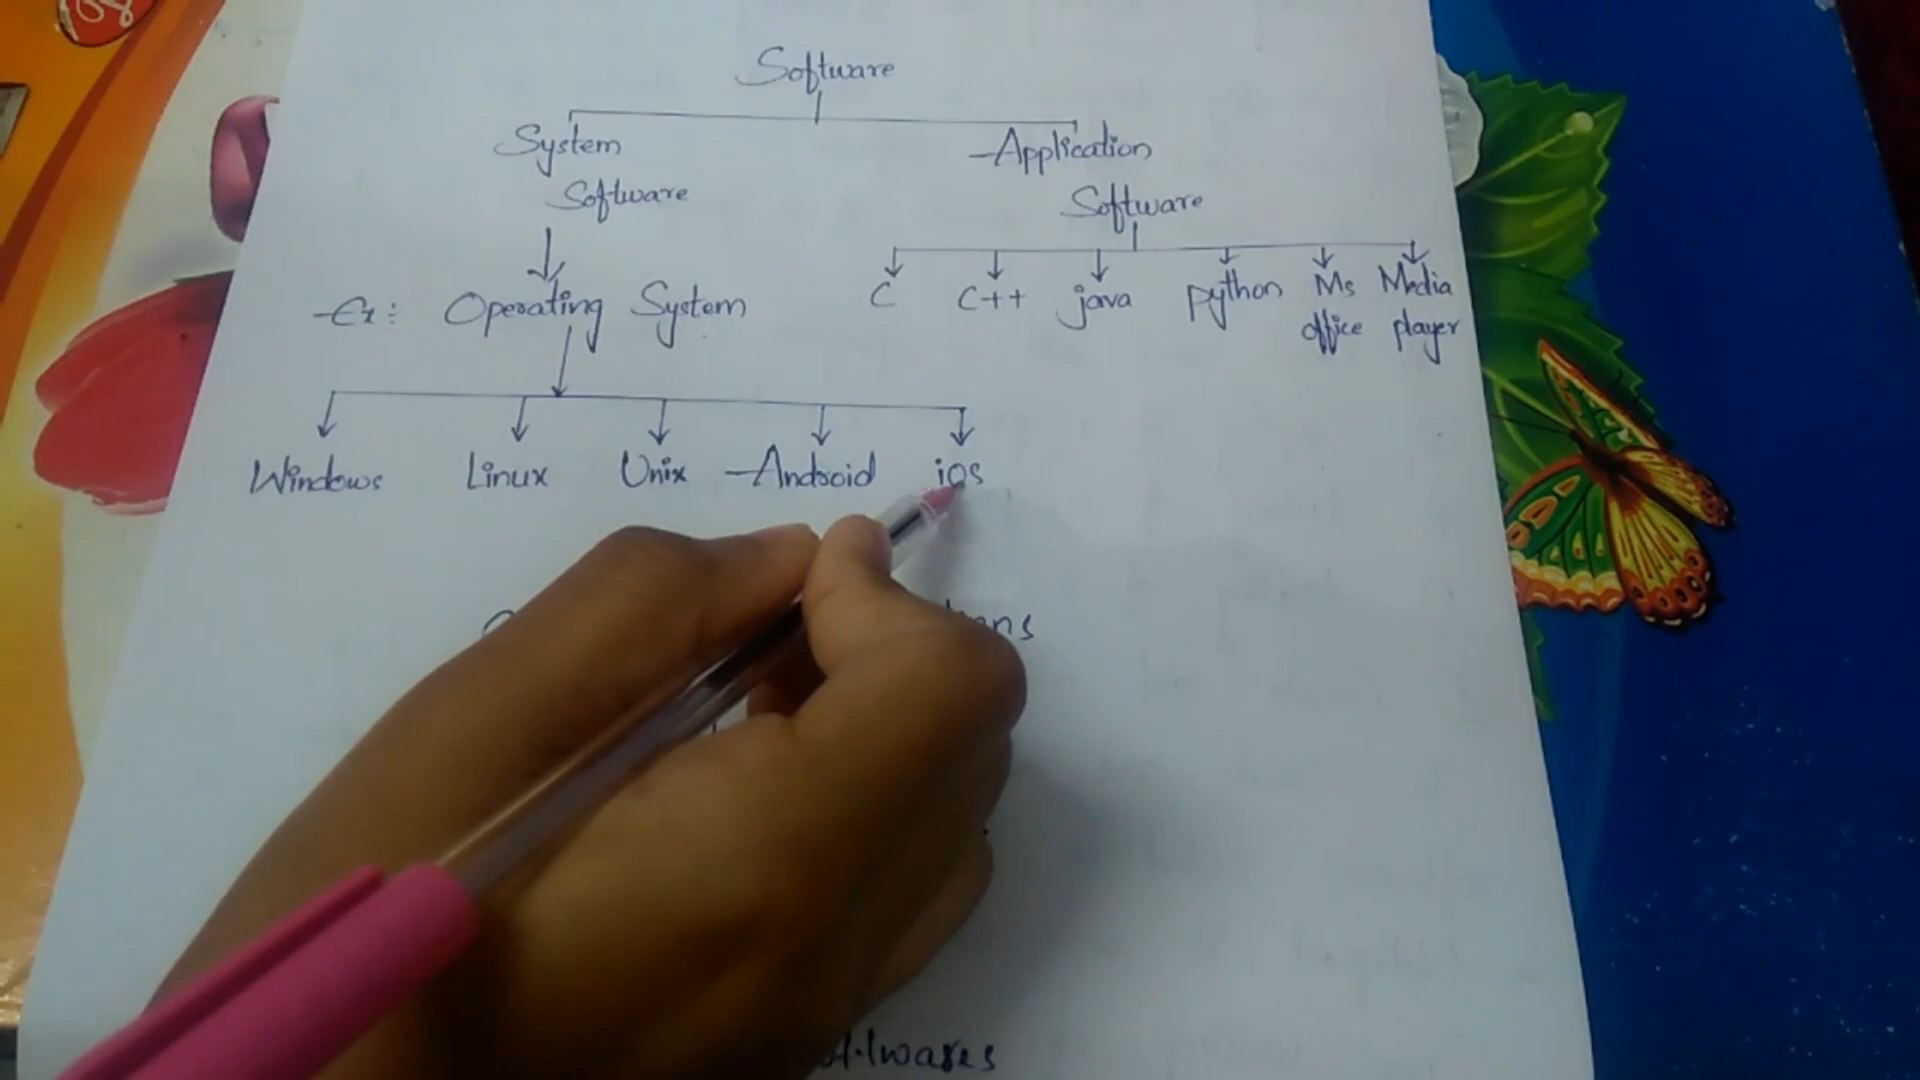 Software
System Application
Software Software
C C++ java python Ms Media
office player
Ex: Operating System
Windows Linux Unix Android ios